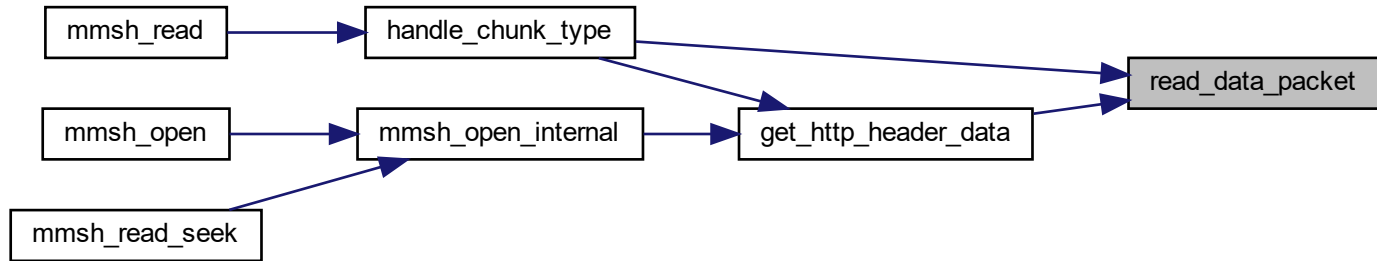 mmsh_read
handle_chunk_type
read_data_packet
mmsh_open
mmsh_open_internal
get_http_header_data
mmsh_read_seek